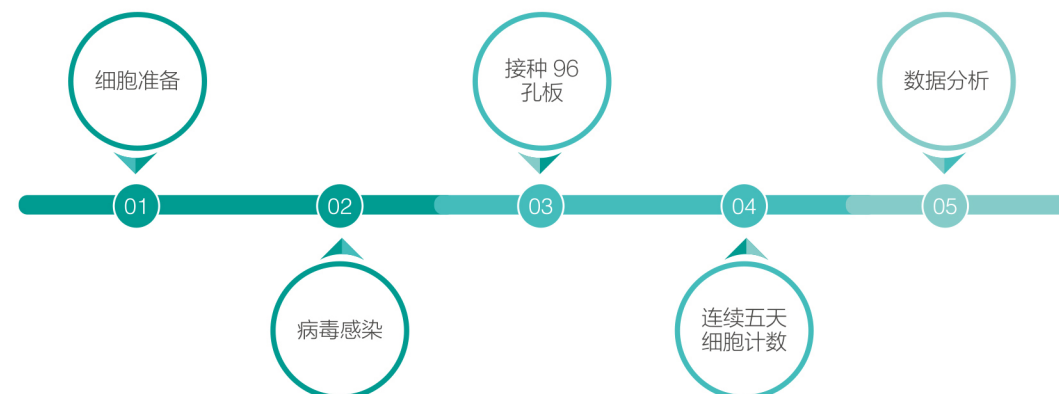 细胞准备
接种 96
孔板
数据分析
01
02
03
04
05
病毒感染
连续五天
细胞计数